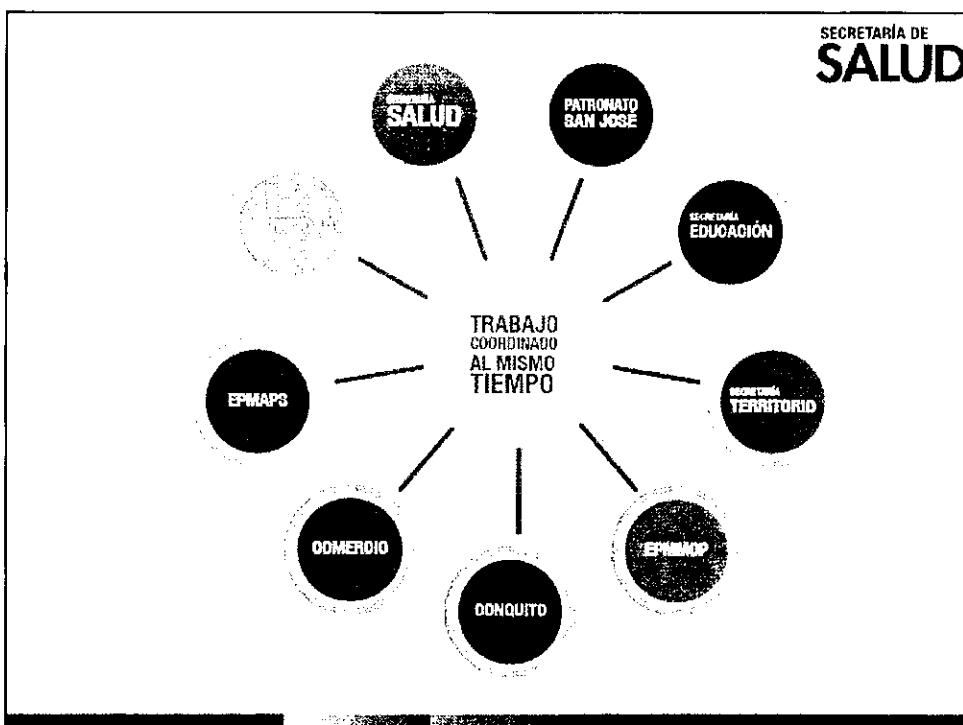 SECRETARÍA DE
SALUD
SECRETARÍA
SALUD
PATRONATO
SAN JOSÉ
SECRETARÍA
EDUCACIÓN
TRABAJO
COORDINADO
AL MISMO
TIEMPO
EPMAPS
SECRETARÍA
TERRITORIO
COMERCIO
EPMMOP
CONQUITO